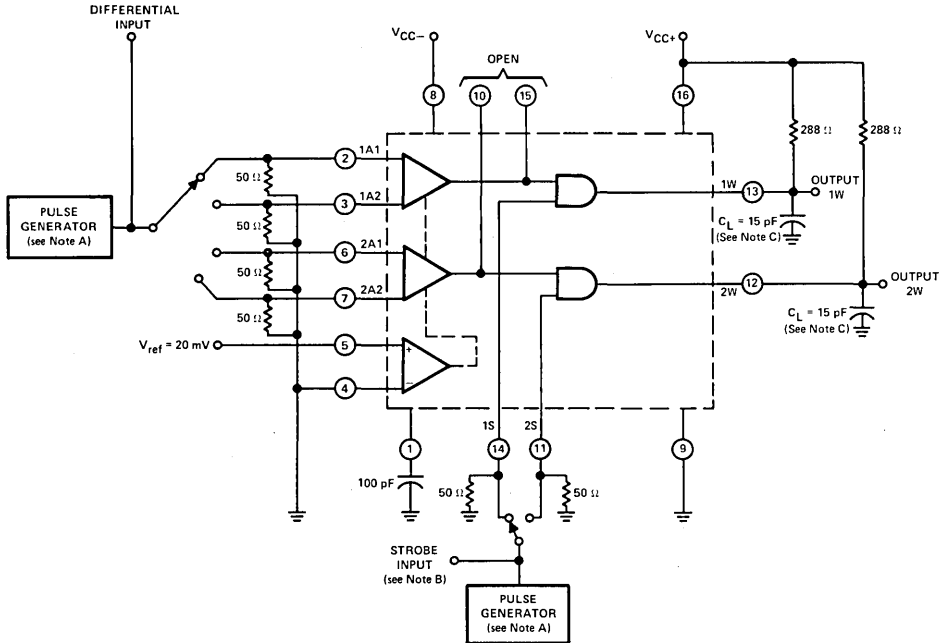 DIFFERENTIAL
INPUT
VCC−
VCC+
OPEN
8
10
15
16
288 Ω
288 Ω
2
1A1
50 Ω
3
1A2
50 Ω
6
2A1
50 Ω
7
2A2
50 Ω
PULSE
GENERATOR
(see Note A)
1W
13
OUTPUT
1W
CL = 15 pF
(See Note C)
2W
12
OUTPUT
2W
CL = 15 pF
(See Note C)
Vref = 20 mV
5
+
4
−
1S
2S
1
14
11
9
100 pF
50 Ω
50 Ω
STROBE
INPUT
(see Note B)
PULSE
GENERATOR
(see Note A)